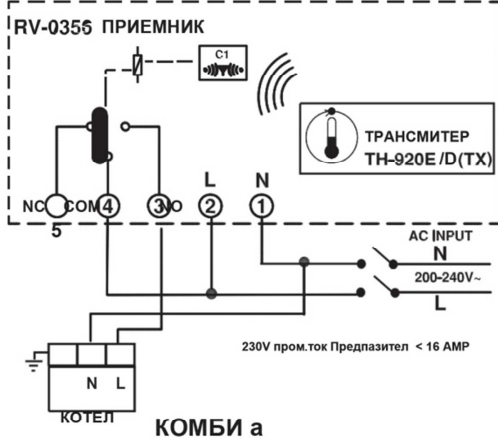 RV-0355 ПРИЕМНИК
C1
ТРАНСМИТЕР
TH-920E/D(TX)
L N
NC COM 4 3 NO 2 1
5
AC INPUT
N
200-240V~
L
230V пром.ток Предпазител < 16 AMP
N L
КОТЕЛ
КОМБИ а